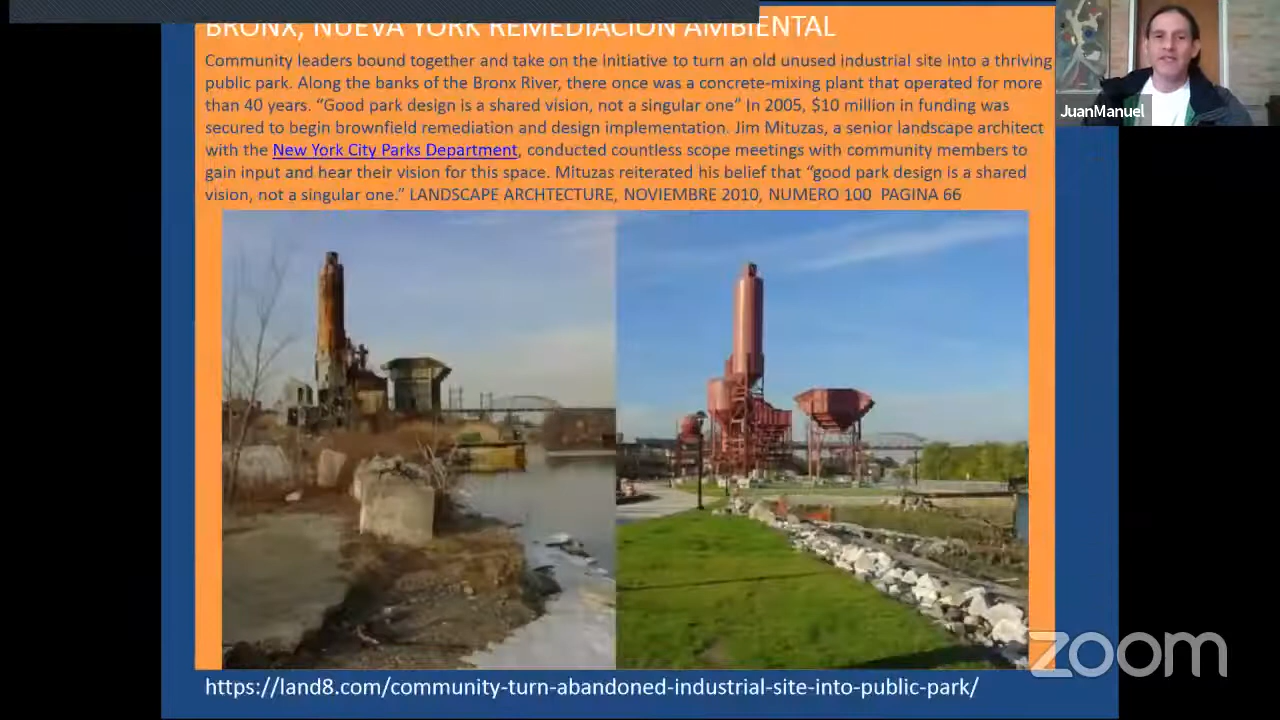 BRONX, NUEVA YORK REMEDIACION AMBIENTAL
Community leaders bound together and take on the initiative to turn an old unused industrial site into a thriving
public park. Along the banks of the Bronx River, there once was a concrete-mixing plant that operated for more
than 40 years. “Good park design is a shared vision, not a singular one” In 2005, $10 million in funding was
secured to begin brownfield remediation and design implementation. Jim Mituzas, a senior landscape architect
with the New York City Parks Department, conducted countless scope meetings with community members to
gain input and hear their vision for this space. Mituzas reiterated his belief that “good park design is a shared
vision, not a singular one.” LANDSCAPE ARCHTECTURE, NOVIEMBRE 2010, NUMERO 100 PAGINA 66
JuanManuel
zoom
https://land8.com/community-turn-abandoned-industrial-site-into-public-park/